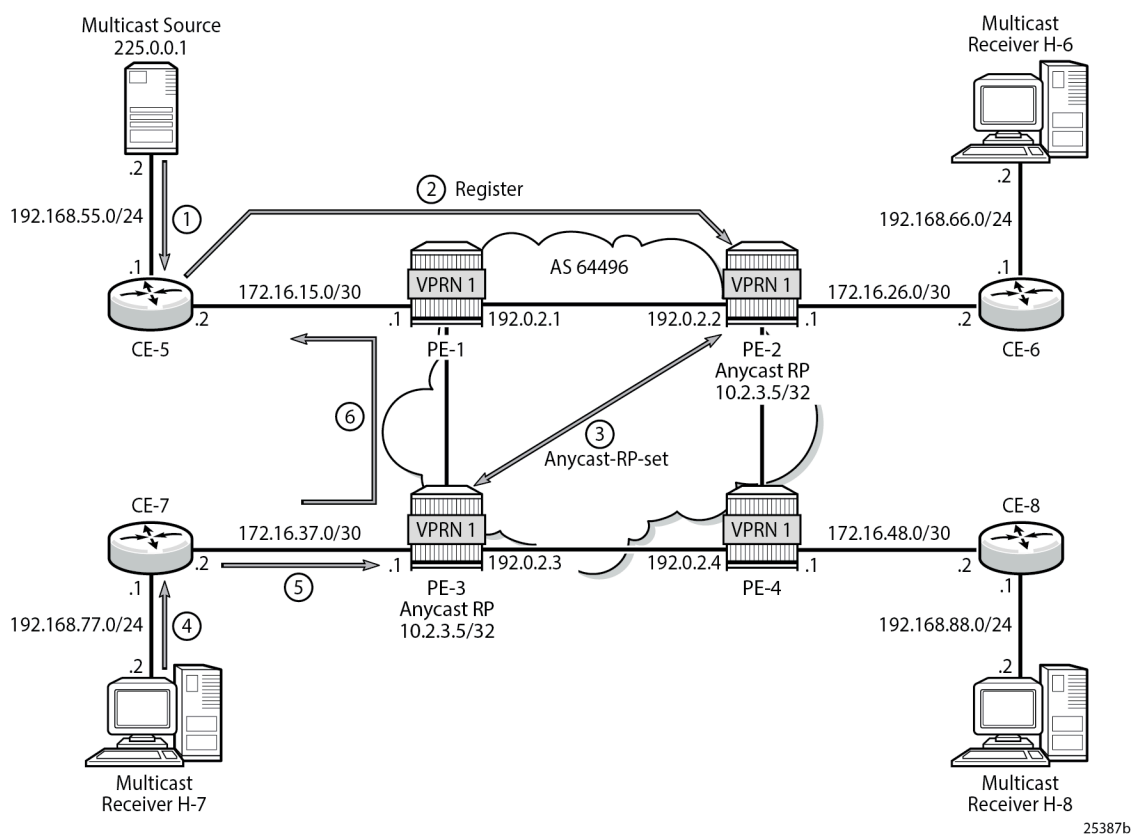 Multicast Source
225.0.0.1
Multicast
Receiver H-6
.2
.2
192.168.55.0/24
1
2 Register
192.168.66.0/24
.1
VPRN 1
AS 64496
VPRN 1
.1
172.16.15.0/30
172.16.26.0/30
.2
.1
192.0.2.1
192.0.2.2
.1
.2
CE-5
PE-1
PE-2
Anycast RP
10.2.3.5/32
CE-6
6
3
Anycast-RP-set
CE-7
CE-8
172.16.37.0/30
VPRN 1
VPRN 1
172.16.48.0/30
.2
.1
192.0.2.3
192.0.2.4
.1
.2
.1
5
PE-3
Anycast RP
10.2.3.5/32
PE-4
.1
192.168.77.0/24
4
192.168.88.0/24
.2
.2
Multicast
Receiver H-7
Multicast
Receiver H-8
25387b